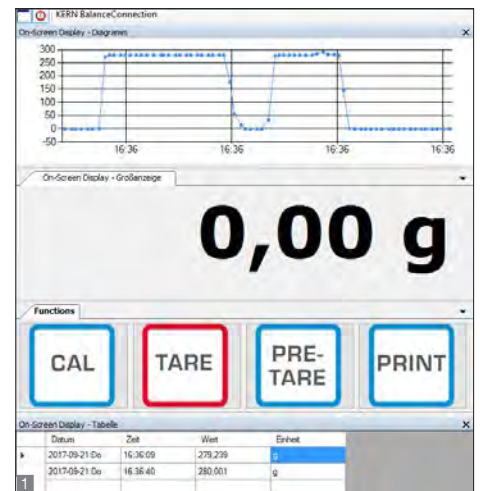 KERN BalanceConnection
On-Screen Display - Diagramm
300
250
200
150
100
50
0
-50
16:36 16:36 16:36 16:36
On-Screen Display - Großanzeige
0,00 g
Functions
CAL TARE PRE-TARE PRINT
On-Screen Display - Tabelle
Datum Zeit Wert Einheit
2017-09-21 Do 16:36:09 279,239 g
2017-09-21 Do 16:36:40 280,001 g
1